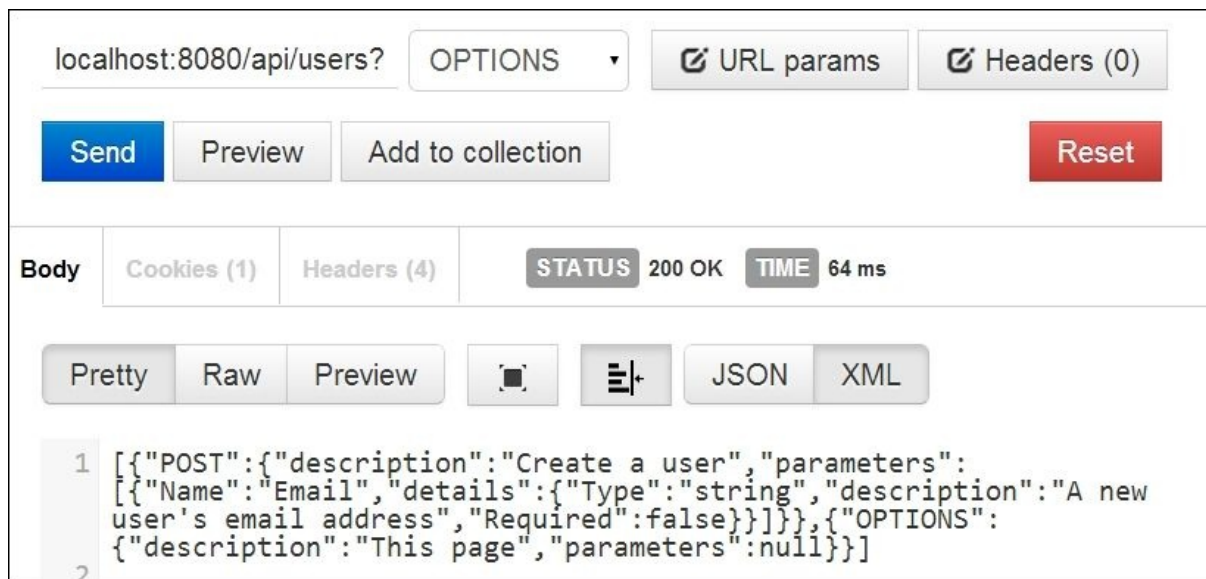 localhost:8080/api/users? OPTIONS URL params Headers (0)
Send Preview Add to collection Reset
Body Cookies (1) Headers (4) STATUS 200 OK TIME 64 ms
Pretty Raw Preview JSON XML
1 [{"POST":{"description":"Create a user","parameters":
[{"Name":"Email","details":{"Type":"string","description":"A new
user's email address","Required":false}}]}},{"OPTIONS":
{"description":"This page","parameters":null}}]
2